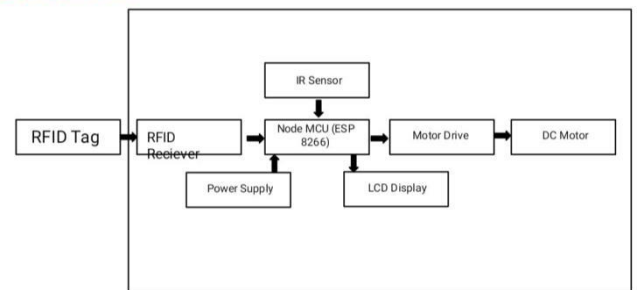 IR Sensor
RFID Tag
RFID
Reciever
Node MCU (ESP
8266)
Motor Drive
DC Motor
Power Supply
LCD Display